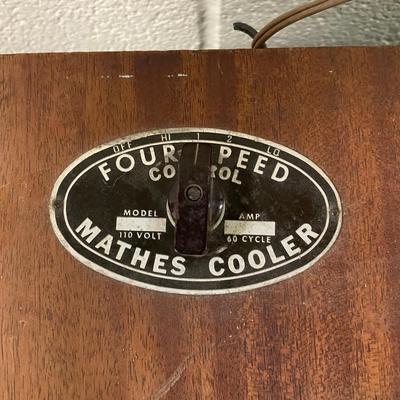 OFF HI 1 2 LO
FOUR PEED
CO ROL
MODEL AMP
110 VOLT 60 CYCLE
MATHES COOLER